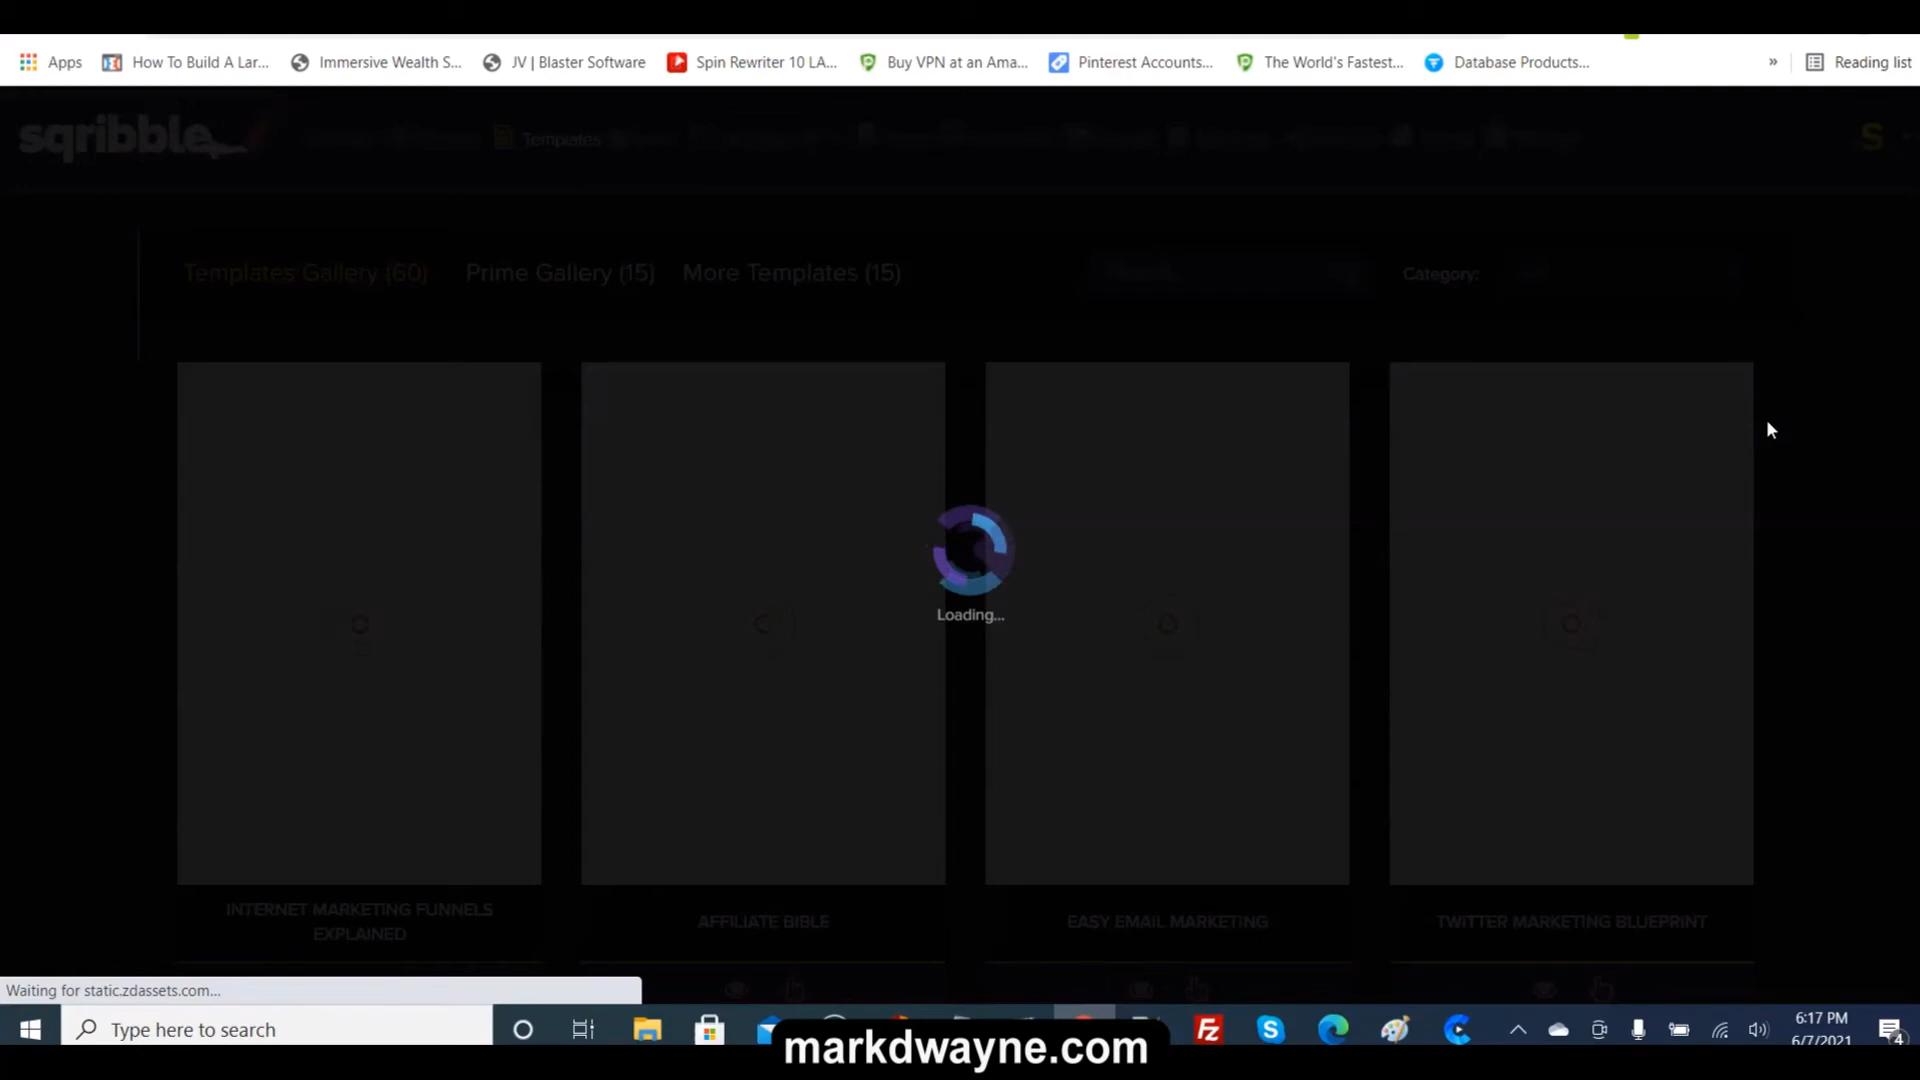 Apps
How To Build A Lar...
Immersive Wealth S...
JV | Blaster Software
Spin Rewriter 10 LA...
Buy VPN at an Ama...
Pinterest Accounts...
The World's Fastest...
Database Products...
»
Reading list
sqribble
Templates
S
Templates Gallery (60)
Prime Gallery (15)
More Templates (15)
Category:
Loading...
INTERNET MARKETING FUNNELS
EXPLAINED
AFFILIATE BIBLE
EASY EMAIL MARKETING
TWITTER MARKETING BLUEPRINT
Waiting for static.zdassets.com...
Type here to search
Fz
6:17 PM
6/7/2021
4
markdwayne.com